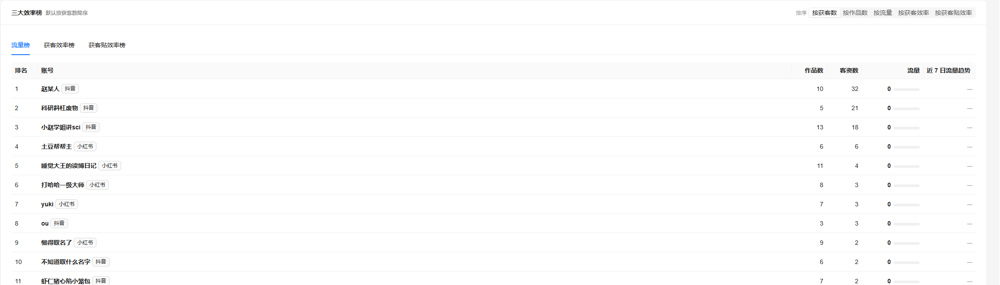 三大效率榜 默认按获客数降序 排序 按获客数 按作品数 按流量 按获客效率 按获客贴效率
流量榜 获客效率榜 获客贴效率榜
排名 账号 作品数 客资数 流量 近 7 日流量趋势
1 赵某人 抖音 10 32 0 —
2 科研斜杠废物 抖音 5 21 0 —
3 小赵学姐讲sci 抖音 13 18 0 —
4 土豆帮帮主 小红书 6 6 0 —
5 睡觉大王的读博日记 小红书 11 4 0 —
6 打哈哈一级大师 小红书 8 3 0 —
7 yuki 小红书 7 3 0 —
8 ou 抖音 3 3 0 —
9 懒得取名了 小红书 9 2 0 —
10 不知道取什么名字 抖音 6 2 0 —
11 虾仁猪心陷小笼包 抖音 7 2 0 —